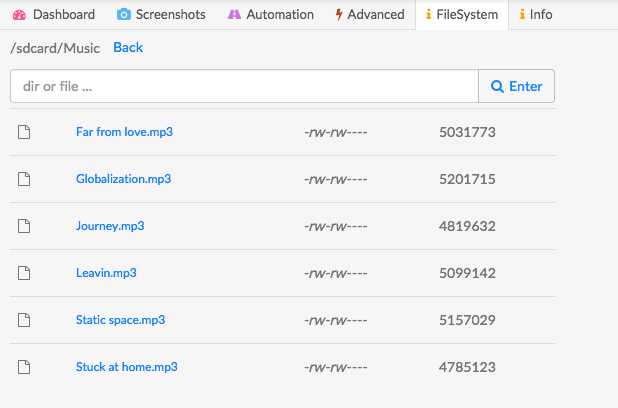 Dashboard Screenshots Automation Advanced FileSystem Info
/sdcard/Music Back
dir or file ... Enter
Far from love.mp3 -rw-rw---- 5031773
Globalization.mp3 -rw-rw---- 5201715
Journey.mp3 -rw-rw---- 4819632
Leavin.mp3 -rw-rw---- 5099142
Static space.mp3 -rw-rw---- 5157029
Stuck at home.mp3 -rw-rw---- 4785123